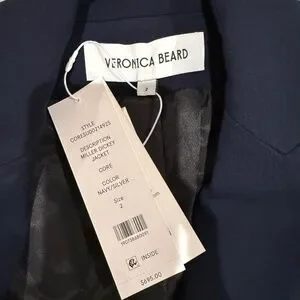 VERONICA BEARD
2
STYLE
DESCRIPTION
MILLER DICKEY
JACKET
CORE
COLOR
NAVY/SILVER
Size
2
INSIDE
$695.00